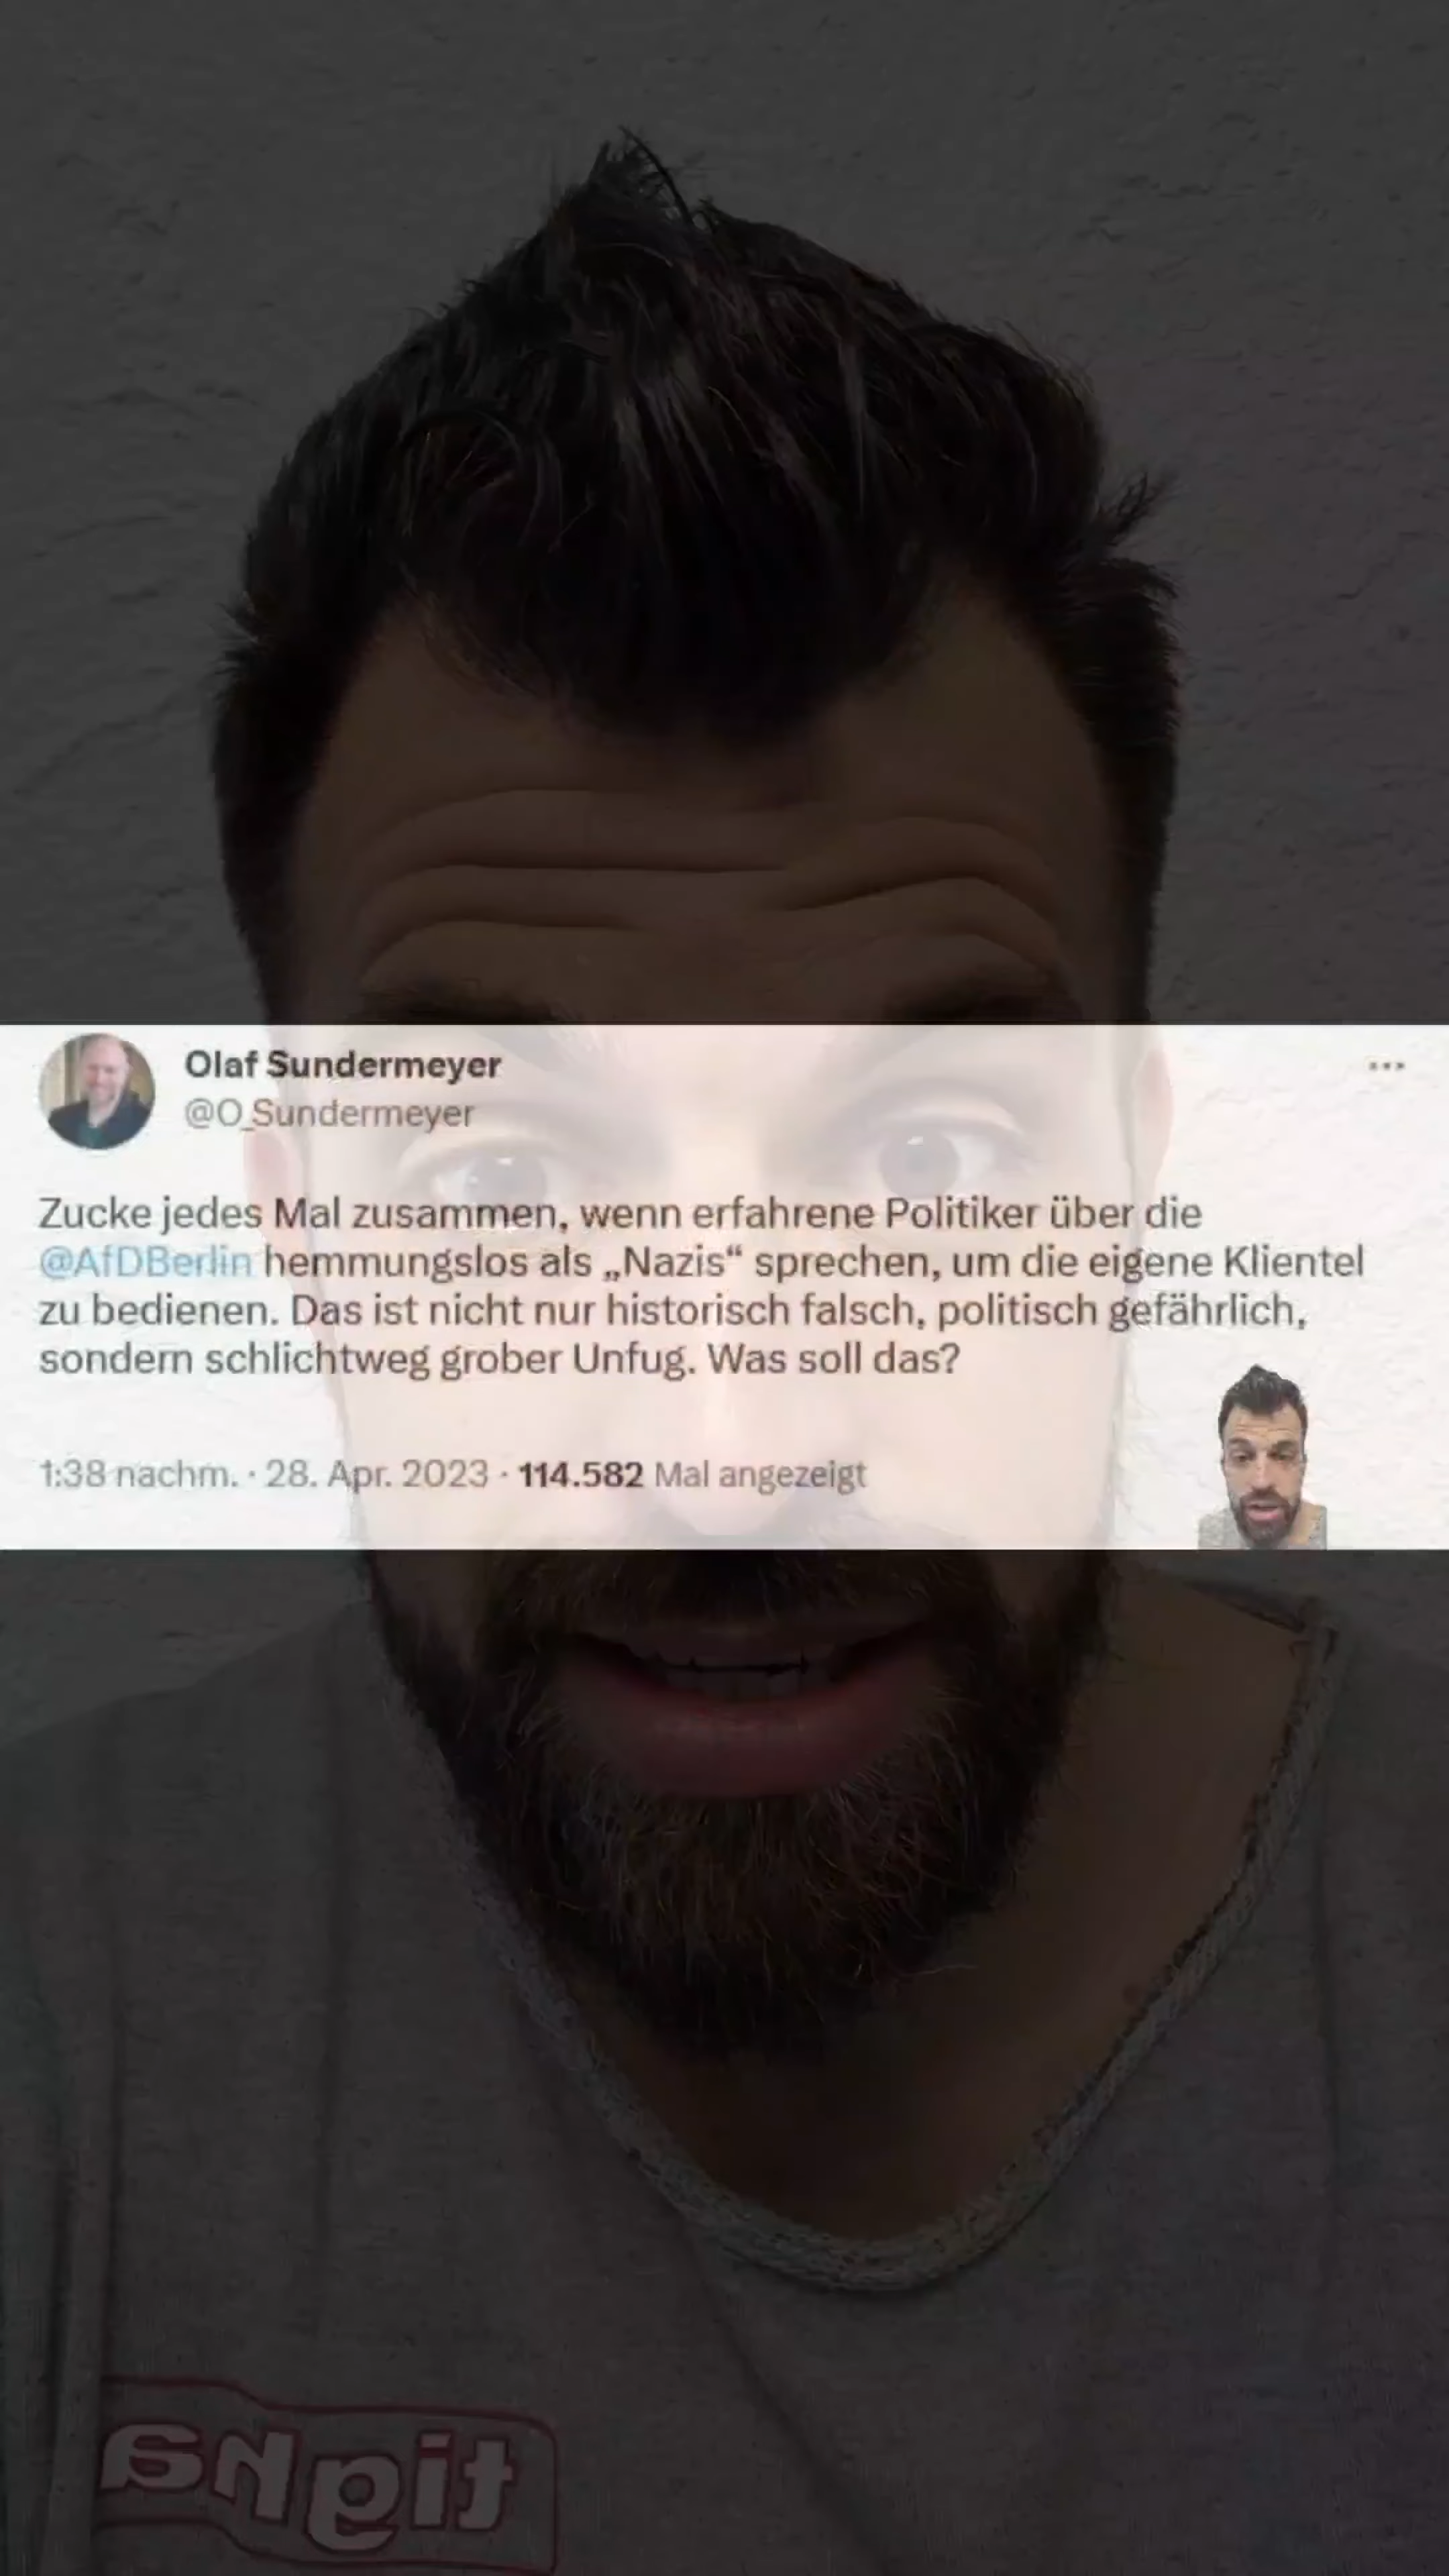 Olaf Sundermeyer
@O_Sundermeyer
Zucke jedes Mal zusammen, wenn erfahrene Politiker über die
@AfDBerlin hemmungslos als „Nazis“ sprechen, um die eigene Klientel
zu bedienen. Das ist nicht nur historisch falsch, politisch gefährlich,
sondern schlichtweg grober Unfug. Was soll das?
1:38 nachm. · 28. Apr. 2023 · 114.582 Mal angezeigt
tigha